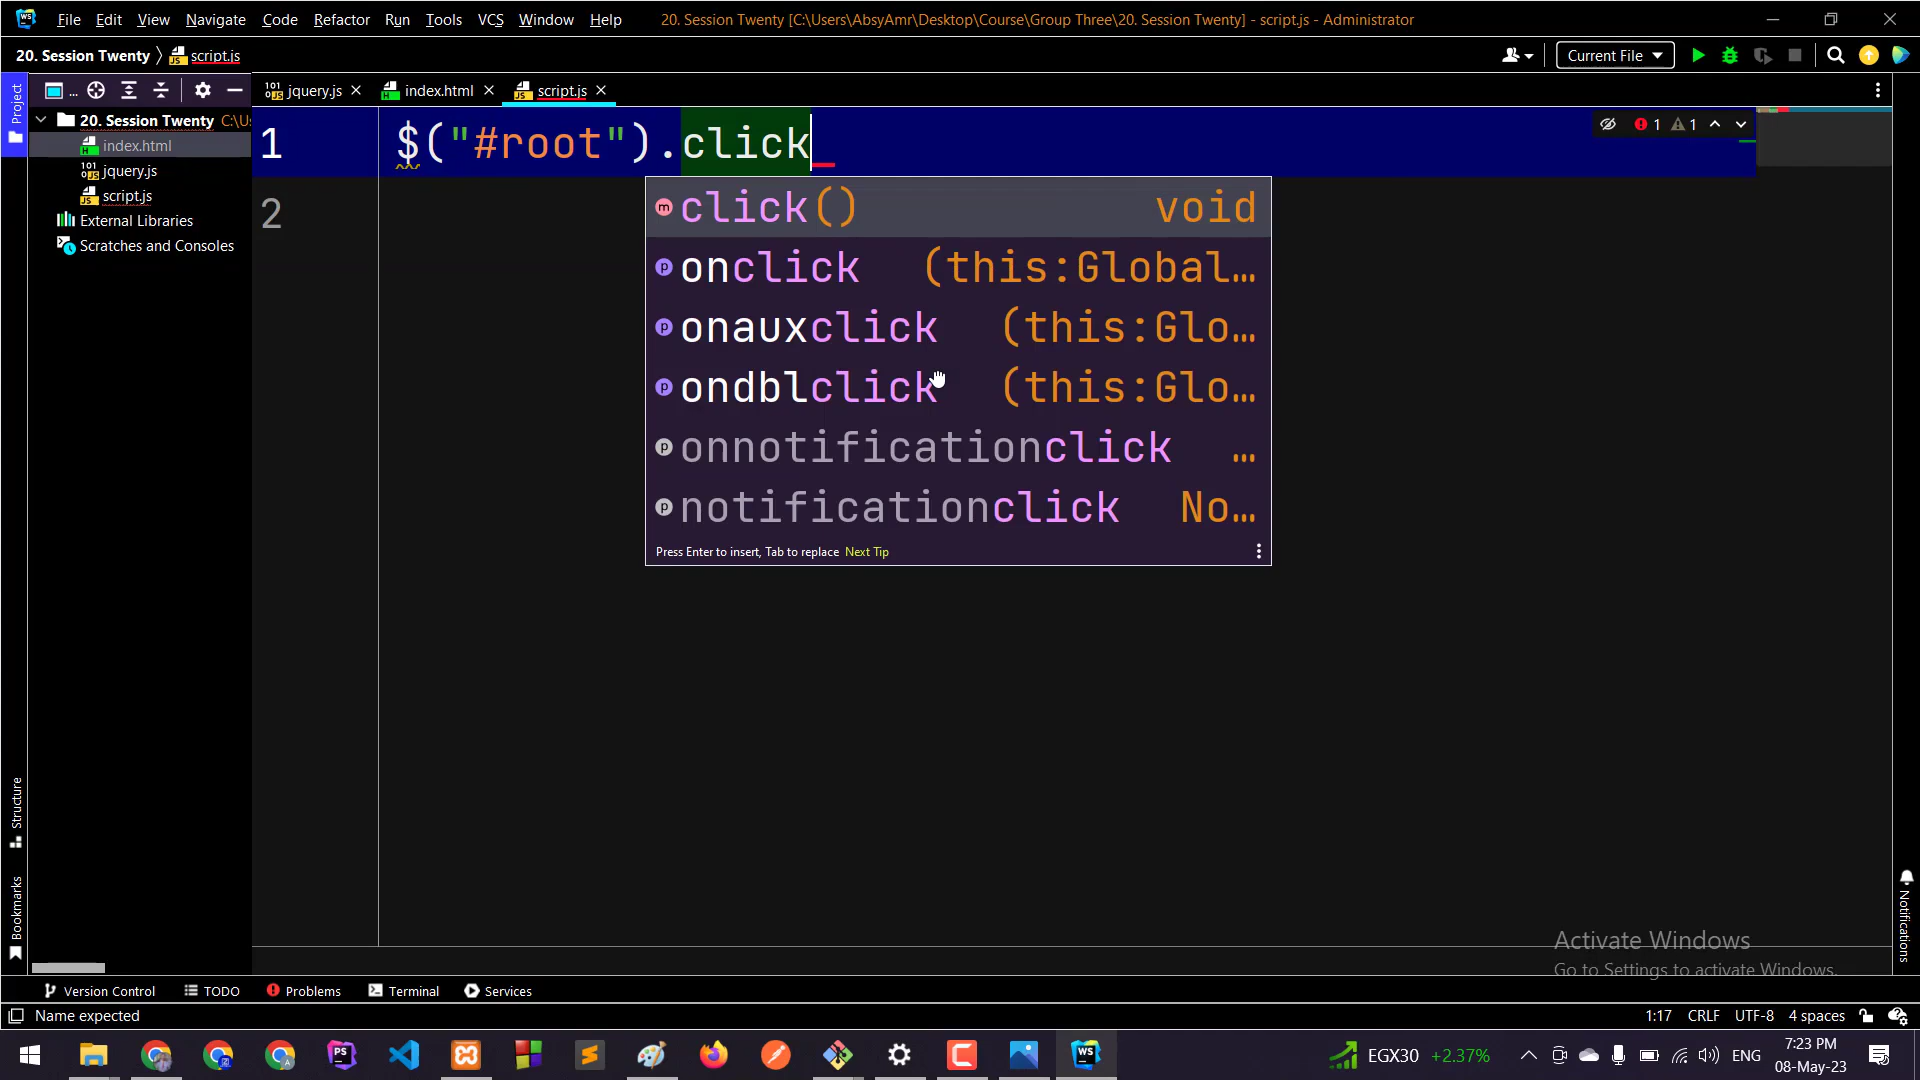 File Edit View Navigate Code Refactor Run Tools VCS Window Help 20. Session Twenty [C:\Users\AbsyAmr\Desktop\Course\Group Three\20. Session Twenty] - script.js - Administrator
20. Session Twenty script.js Current File
Project
... jquery.js index.html script.js
20. Session Twenty C:\Us
index.html
jquery.js
script.js
External Libraries
Scratches and Consoles
1 $("#root").click
2
1 1
click() void
onclick (this:Global…
onauxclick (this:Glo…
ondblclick (this:Glo…
onnotificationclick …
notificationclick No…
Press Enter to insert, Tab to replace Next Tip
Structure
Bookmarks
Notifications
Activate Windows
Go to Settings to activate Windows.
Version Control TODO Problems Terminal Services
Name expected 1:17 CRLF UTF-8 4 spaces
EGX30 +2.37% ENG 7:23 PM
08-May-23